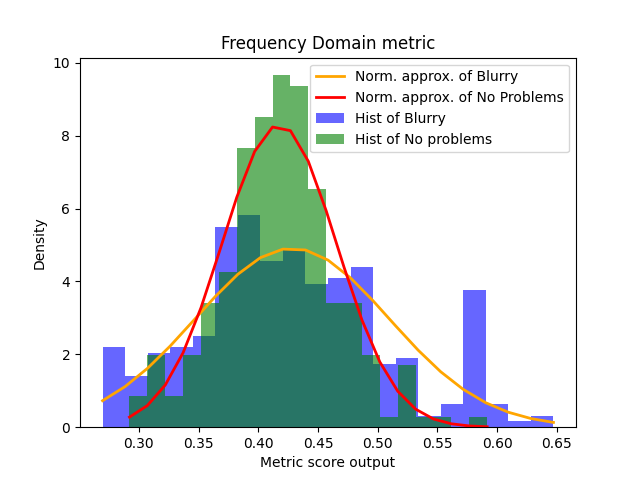 Frequency Domain metric
Norm. approx. of Blurry
Norm. approx. of No Problems
Hist of Blurry
Hist of No problems
Density
10
8
6
4
2
0
0.30 0.35 0.40 0.45 0.50 0.55 0.60 0.65
Metric score output